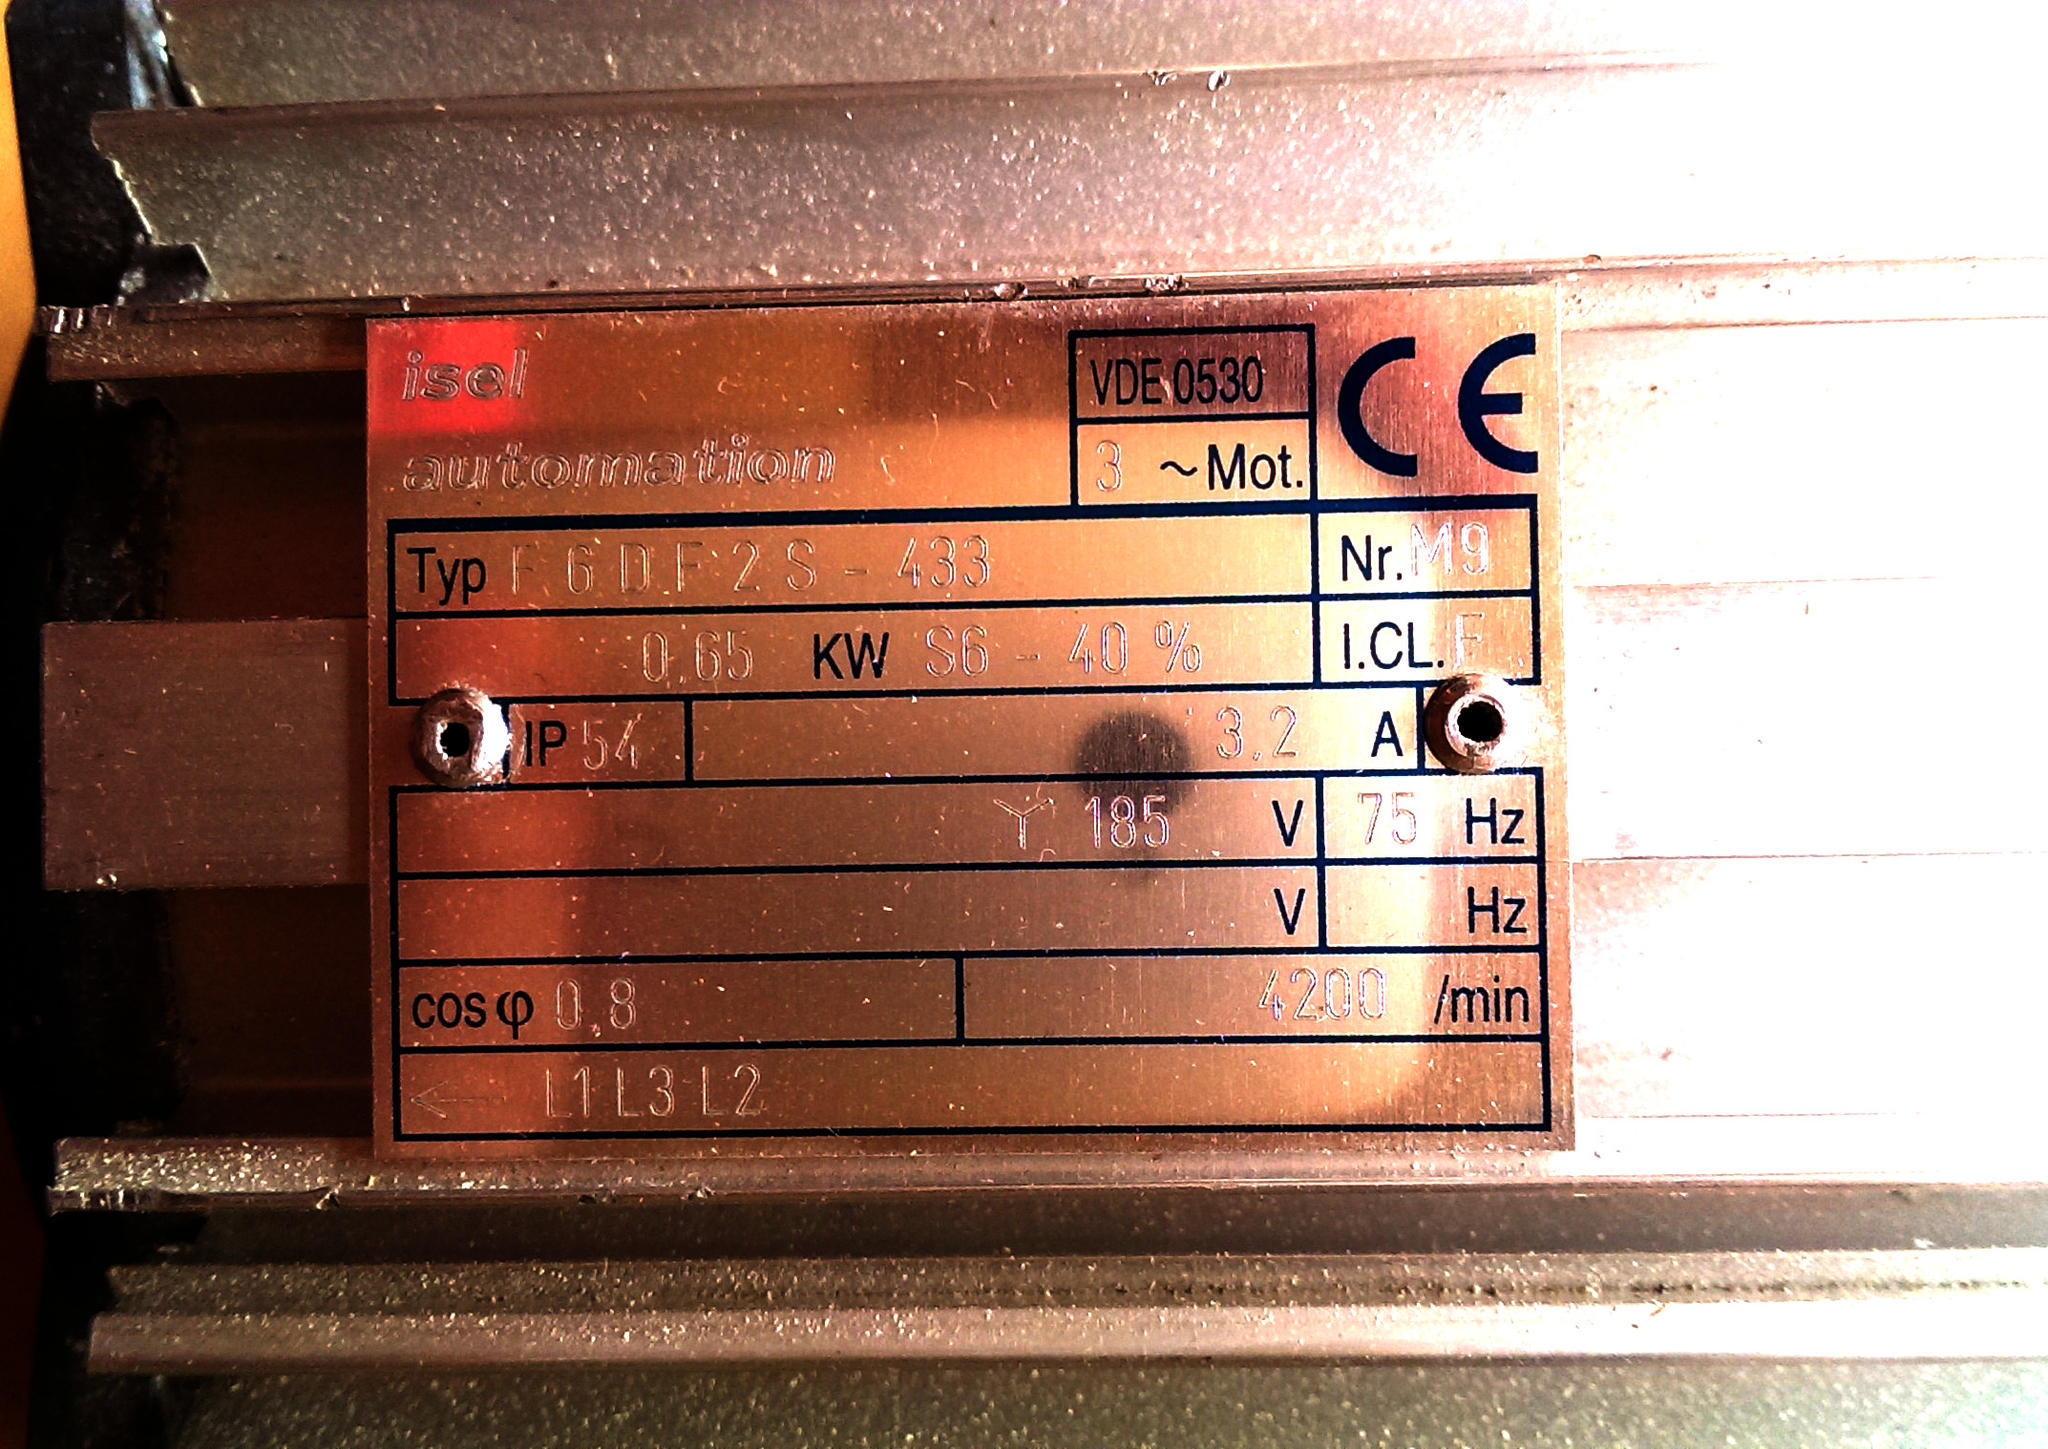 isel
automation
VDE 0530
3 ~Mot.
CE
Typ F 6 D F 2 S - 433
Nr. M9
0,65 KW S6 - 40 %
I.CL. F
IP 54
3,2 A
Y 185 V 75 Hz
V Hz
cos φ 0,8
4200 /min
← L1 L3 L2